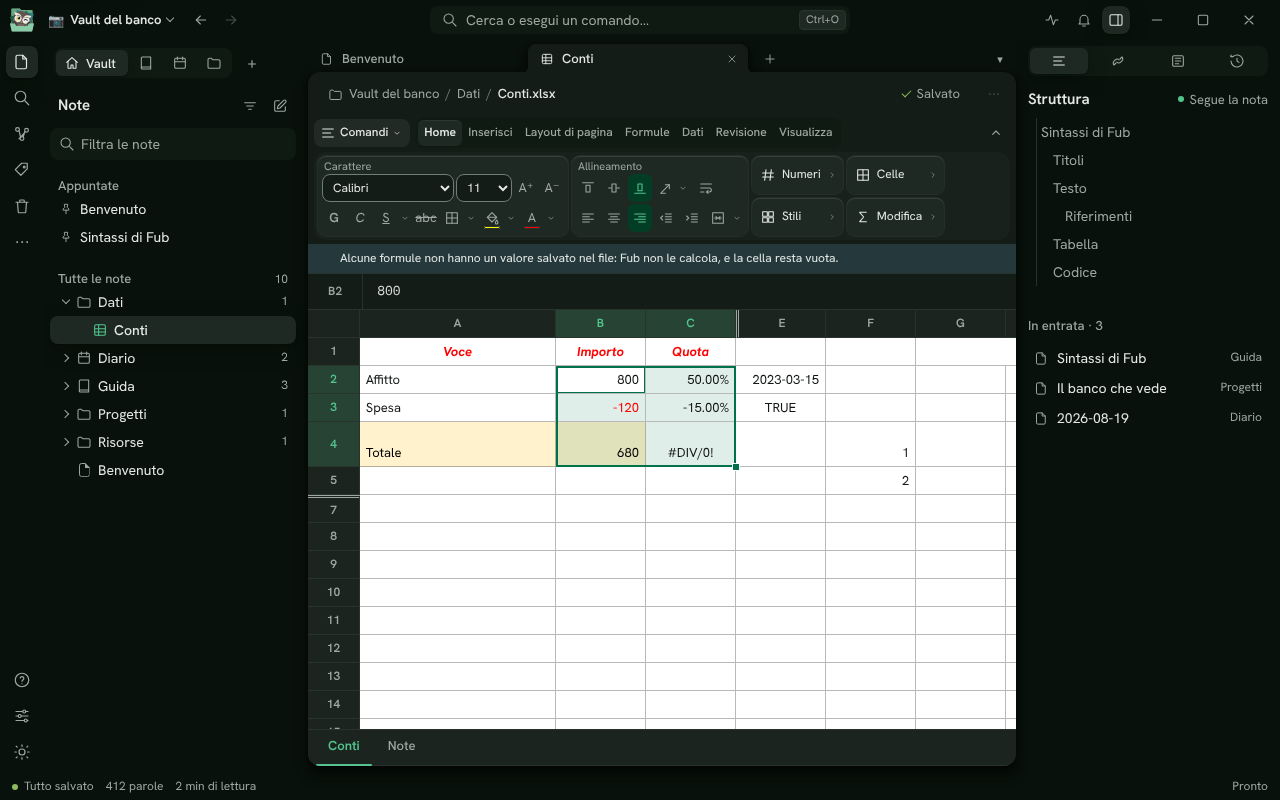 Vault del banco
Cerca o esegui un comando…
Ctrl+O
Vault
Note
Filtra le note
Appuntate
Benvenuto
Sintassi di Fub
Tutte le note 10
Dati 1
Conti
Diario 2
Guida 3
Progetti 1
Risorse 1
Benvenuto
Benvenuto
Conti
Vault del banco / Dati / Conti.xlsx
Salvato
Comandi
Home Inserisci Layout di pagina Formule Dati Revisione Visualizza
Carattere
Calibri 11 A+ A−
G C S abc A
Allineamento
Numeri
Celle
Stili
Modifica
Alcune formule non hanno un valore salvato nel file: Fub non le calcola, e la cella resta vuota.
B2 800
A B C E F G
1 Voce Importo Quota
2 Affitto 800 50.00% 2023-03-15
3 Spesa -120 -15.00% TRUE
4 Totale 680 #DIV/0! 1
5 2
7
8
9
10
11
12
13
14
Conti Note
Struttura
Segue la nota
Sintassi di Fub
Titoli
Testo
Riferimenti
Tabella
Codice
In entrata · 3
Sintassi di Fub Guida
Il banco che vede Progetti
2026-08-19 Diario
Tutto salvato 412 parole 2 min di lettura
Pronto